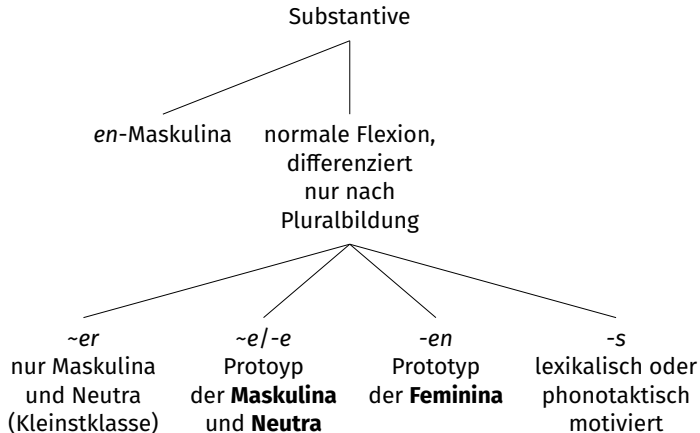 Substantive
en-Maskulina
normale Flexion,
differenziert
nur nach
Pluralbildung
~er
nur Maskulina
und Neutra
(Kleinstklasse)
~e/-e
Protoyp
der Maskulina
und Neutra
-en
Prototyp
der Feminina
-s
lexikalisch oder
phonotaktisch
motiviert